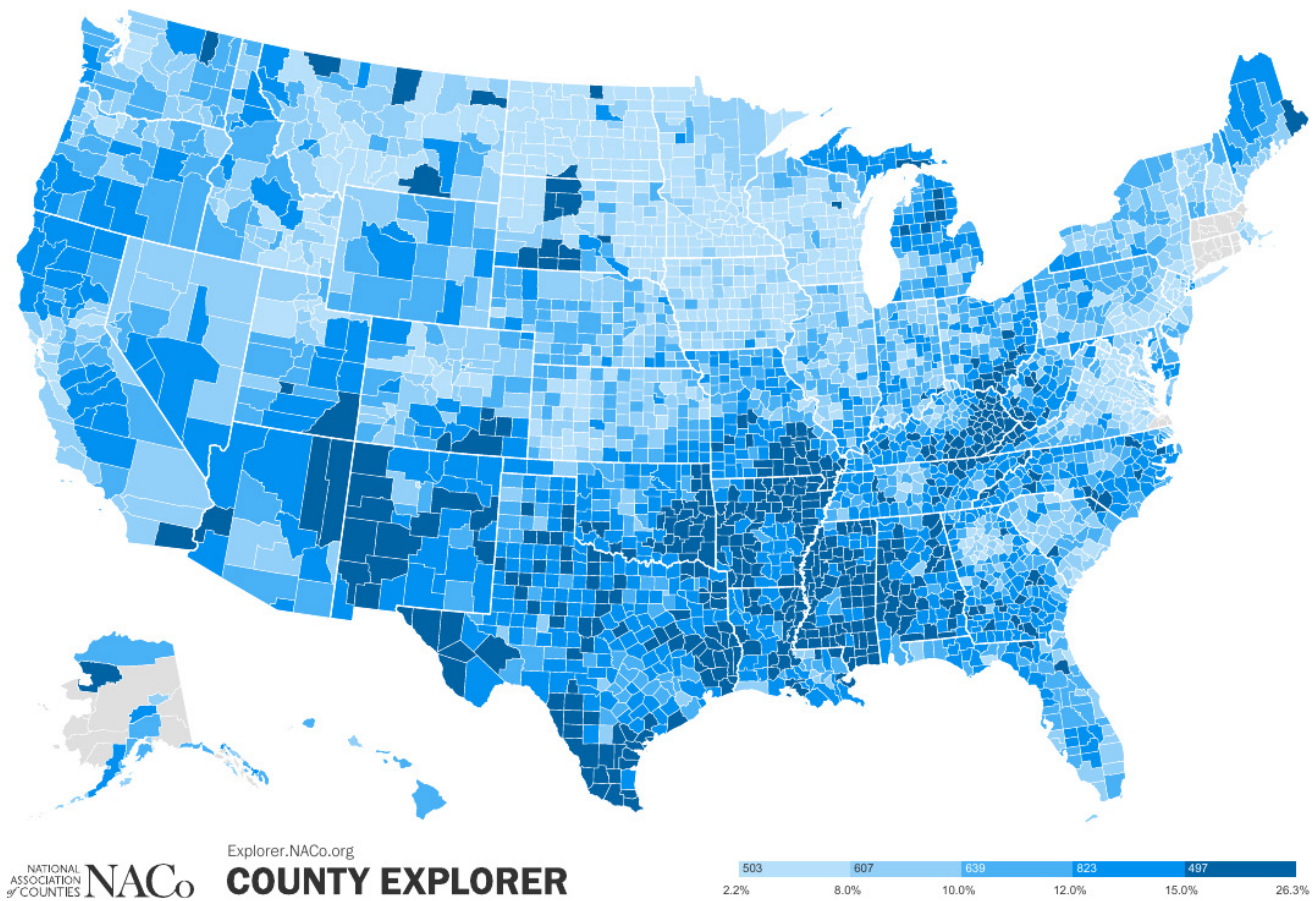 Explorer.NACo.org
NATIONAL
ASSOCIATION
of COUNTIES NACo
COUNTY EXPLORER
503 607 639 823 497
2.2% 8.0% 10.0% 12.0% 15.0% 26.3%